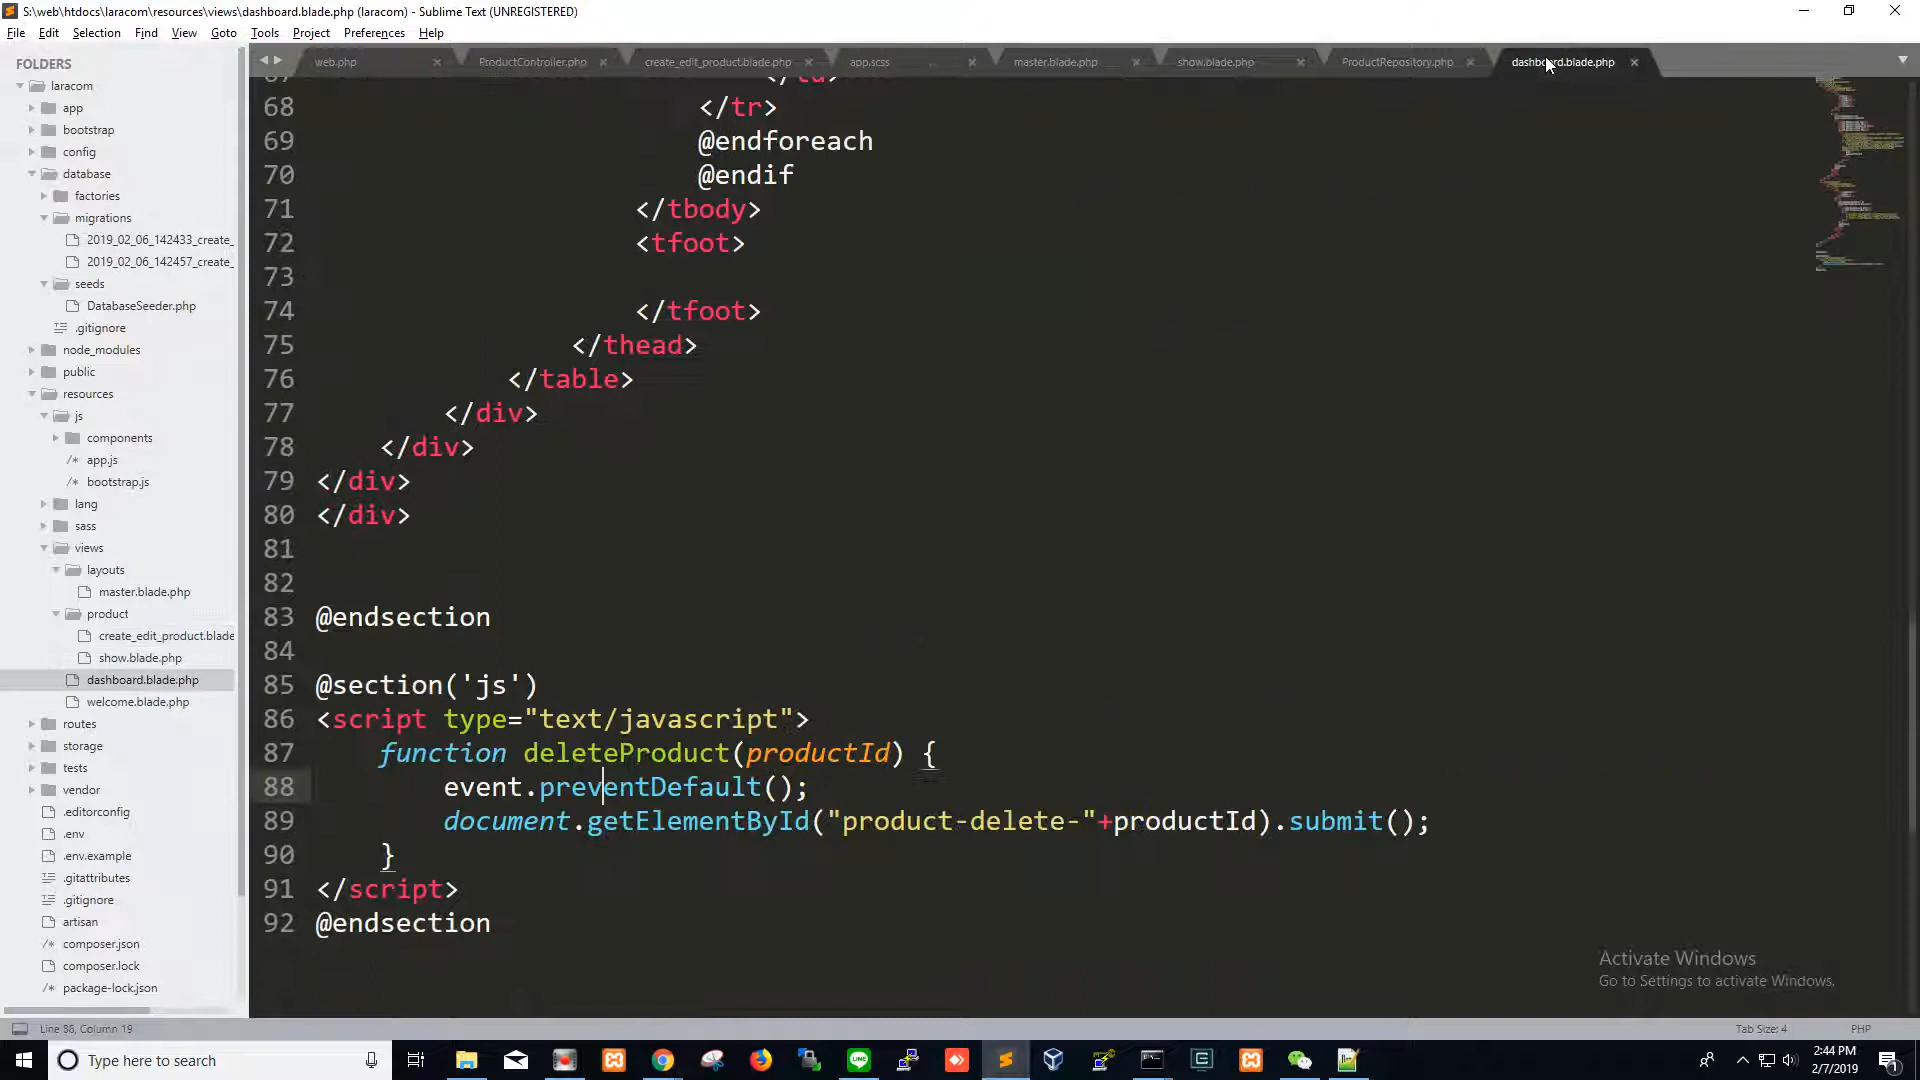 S:\web\htdocs\laracom\resources\views\dashboard.blade.php (laracom) - Sublime Text (UNREGISTERED)
File Edit Selection Find View Goto Tools Project Preferences Help
FOLDERS
laracom
app
bootstrap
config
database
factories
migrations
2019_02_06_142433_create_
2019_02_06_142457_create_
seeds
DatabaseSeeder.php
.gitignore
node_modules
public
resources
js
components
app.js
bootstrap.js
lang
sass
views
layouts
master.blade.php
product
create_edit_product.blade
show.blade.php
dashboard.blade.php
welcome.blade.php
routes
storage
tests
vendor
.editorconfig
.env
.env.example
.gitattributes
.gitignore
artisan
composer.json
composer.lock
package-lock.json
web.php ProductController.php create_edit_product.blade.php app.scss master.blade.php show.blade.php ProductRepository.php dashboard.blade.php
67 </td>
68 </tr>
69 @endforeach
70 @endif
71 </tbody>
72 <tfoot>
73
74 </tfoot>
75 </thead>
76 </table>
77 </div>
78 </div>
79 </div>
80 </div>
81
82
83 @endsection
84
85 @section('js')
86 <script type="text/javascript">
87 function deleteProduct(productId) {
88 event.preventDefault();
89 document.getElementById("product-delete-"+productId).submit();
90 }
91 </script>
92 @endsection
Activate Windows
Go to Settings to activate Windows.
Line 88, Column 19 Tab Size: 4 PHP
Type here to search
2:44 PM
2/7/2019